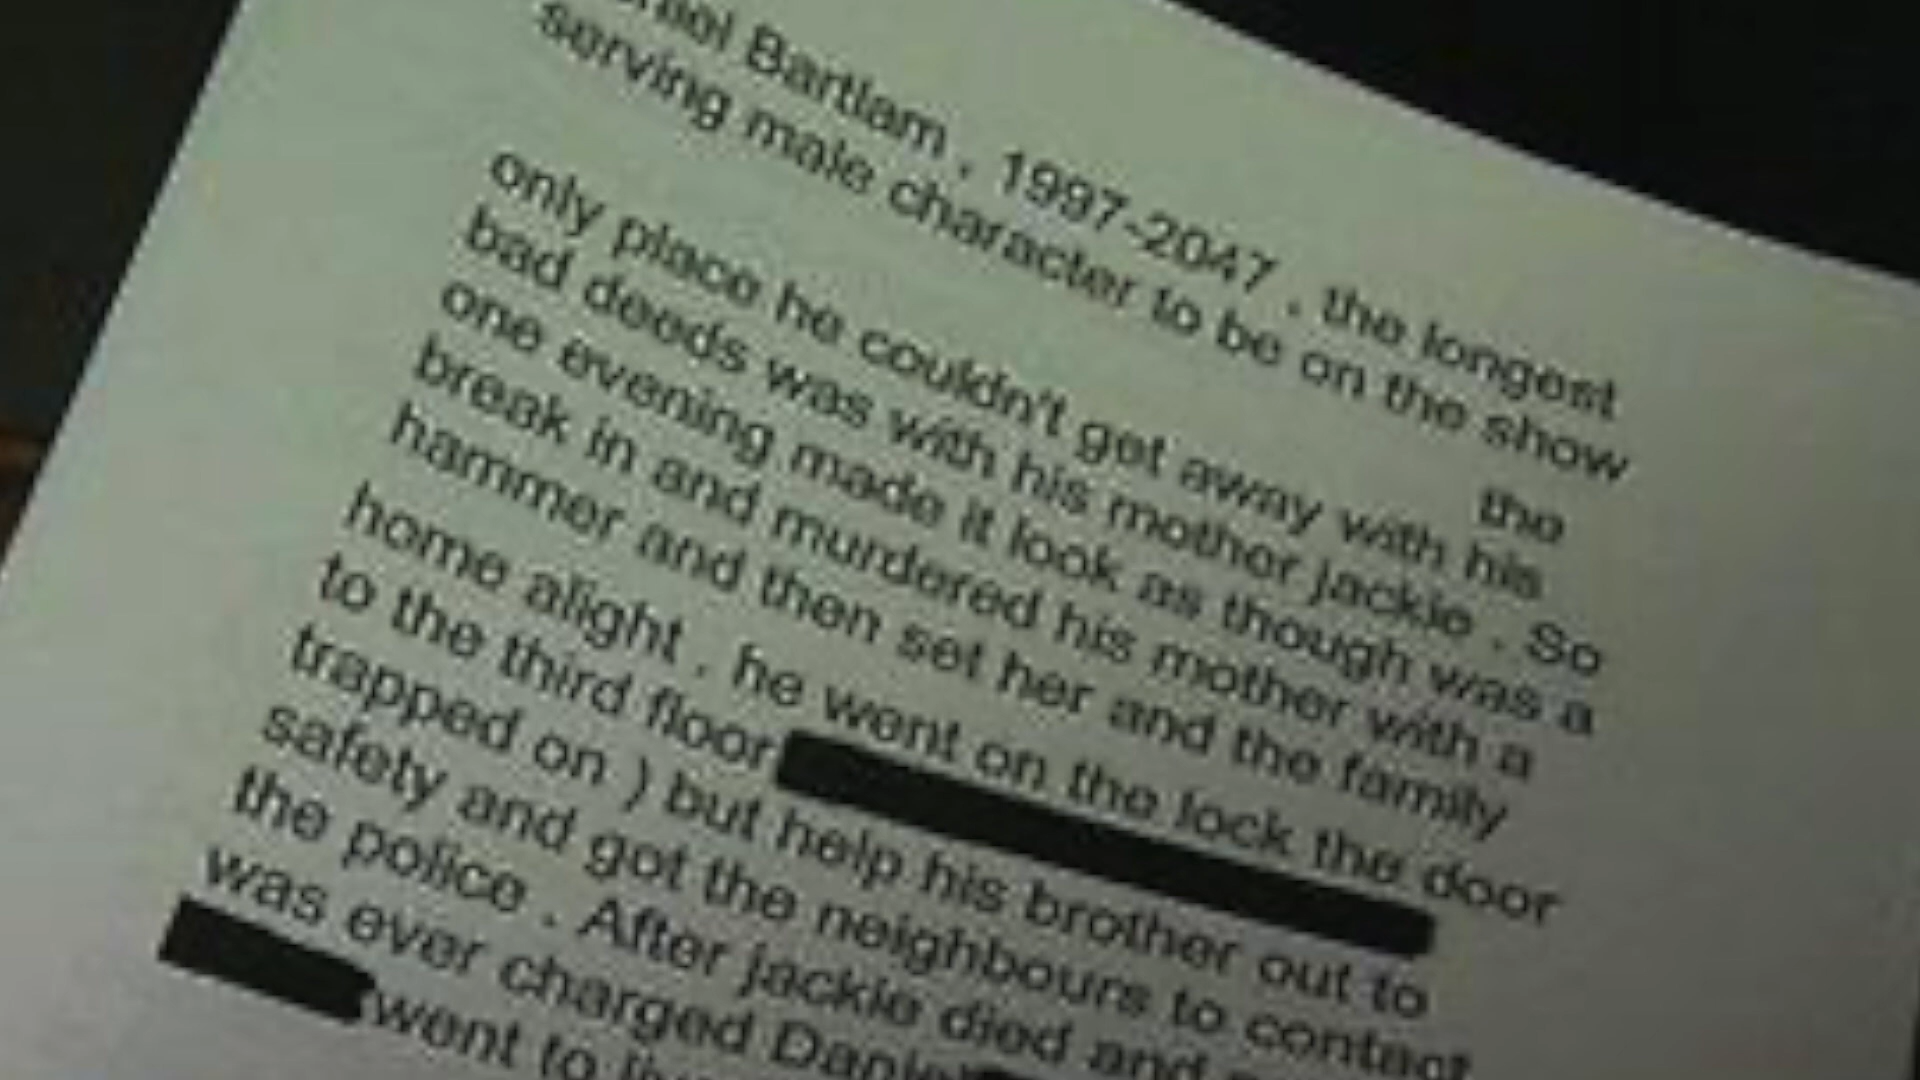 Bartlam , 1997-2047 , the longest
serving male character to be on the show
the
only place he couldn't get away with his
bad deeds was with his mother jackie . So
one evening made it look as though was a
break in and murdered his mother with a
hammer and then set her and the family
home alight . he went on the lock the door
to the third floor
trapped on ) but help his brother out to
safety and got the neighbours to contact
the police . After jackie died and
was ever charged Daniel
went to